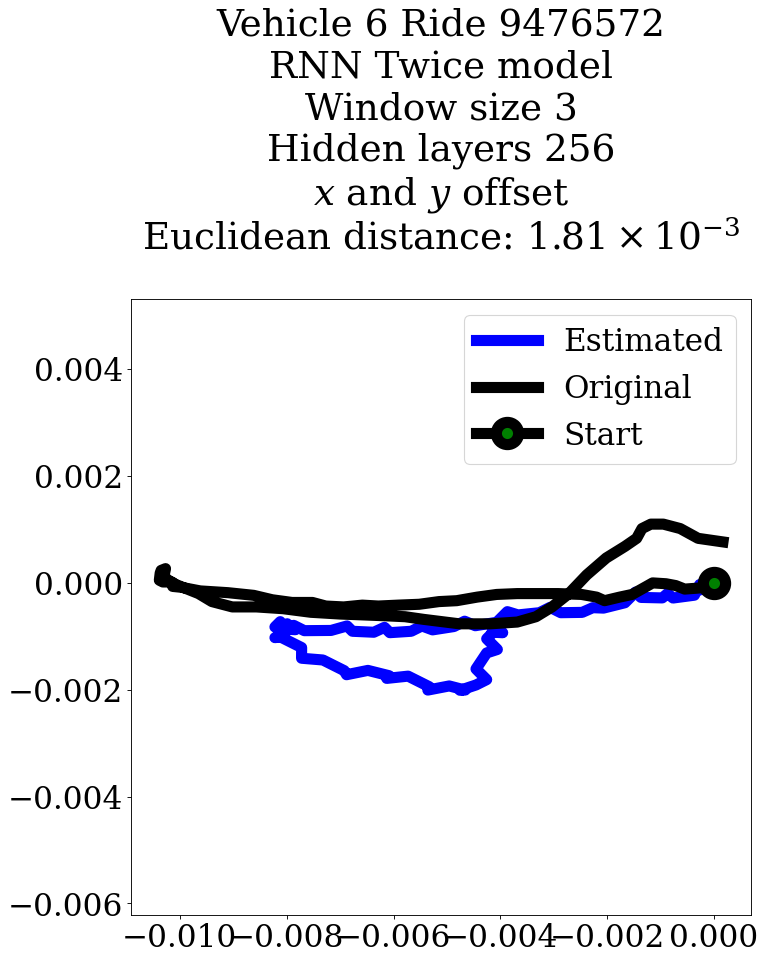 Vehicle 6 Ride 9476572
RNN Twice model
Window size 3
Hidden layers 256
x and y offset
Euclidean distance: 1.81 × 10⁻³
Estimated
Original
Start
0.004
0.002
0.000
−0.002
−0.004
−0.006
−0.010 −0.008 −0.006 −0.004 −0.002 0.000